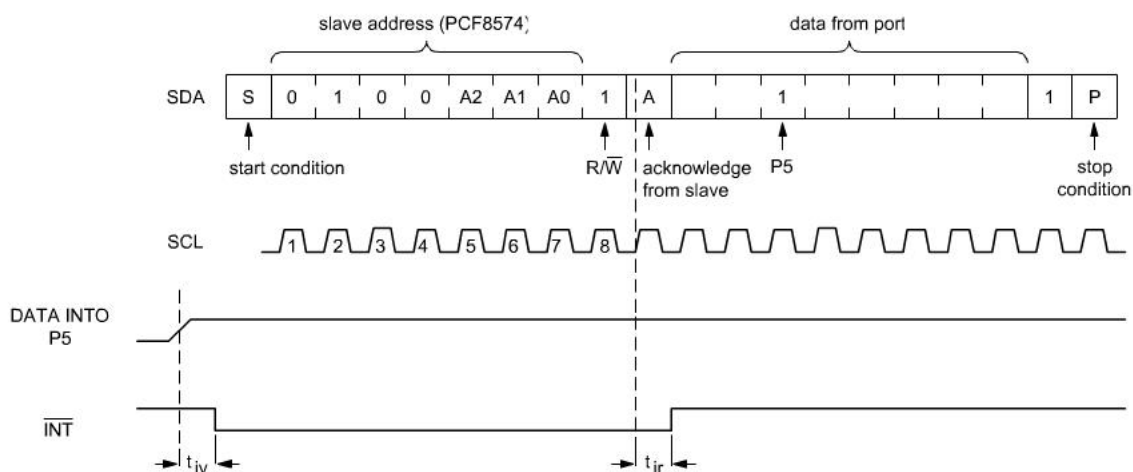 slave address (PCF8574) data from port
SDA S 0 1 0 0 A2 A1 A0 1 A 1 1 P
start condition R/W̅ acknowledge from slave P5 stop condition
SCL 1 2 3 4 5 6 7 8
DATA INTO
P5
I̅N̅T̅
t iv t ir